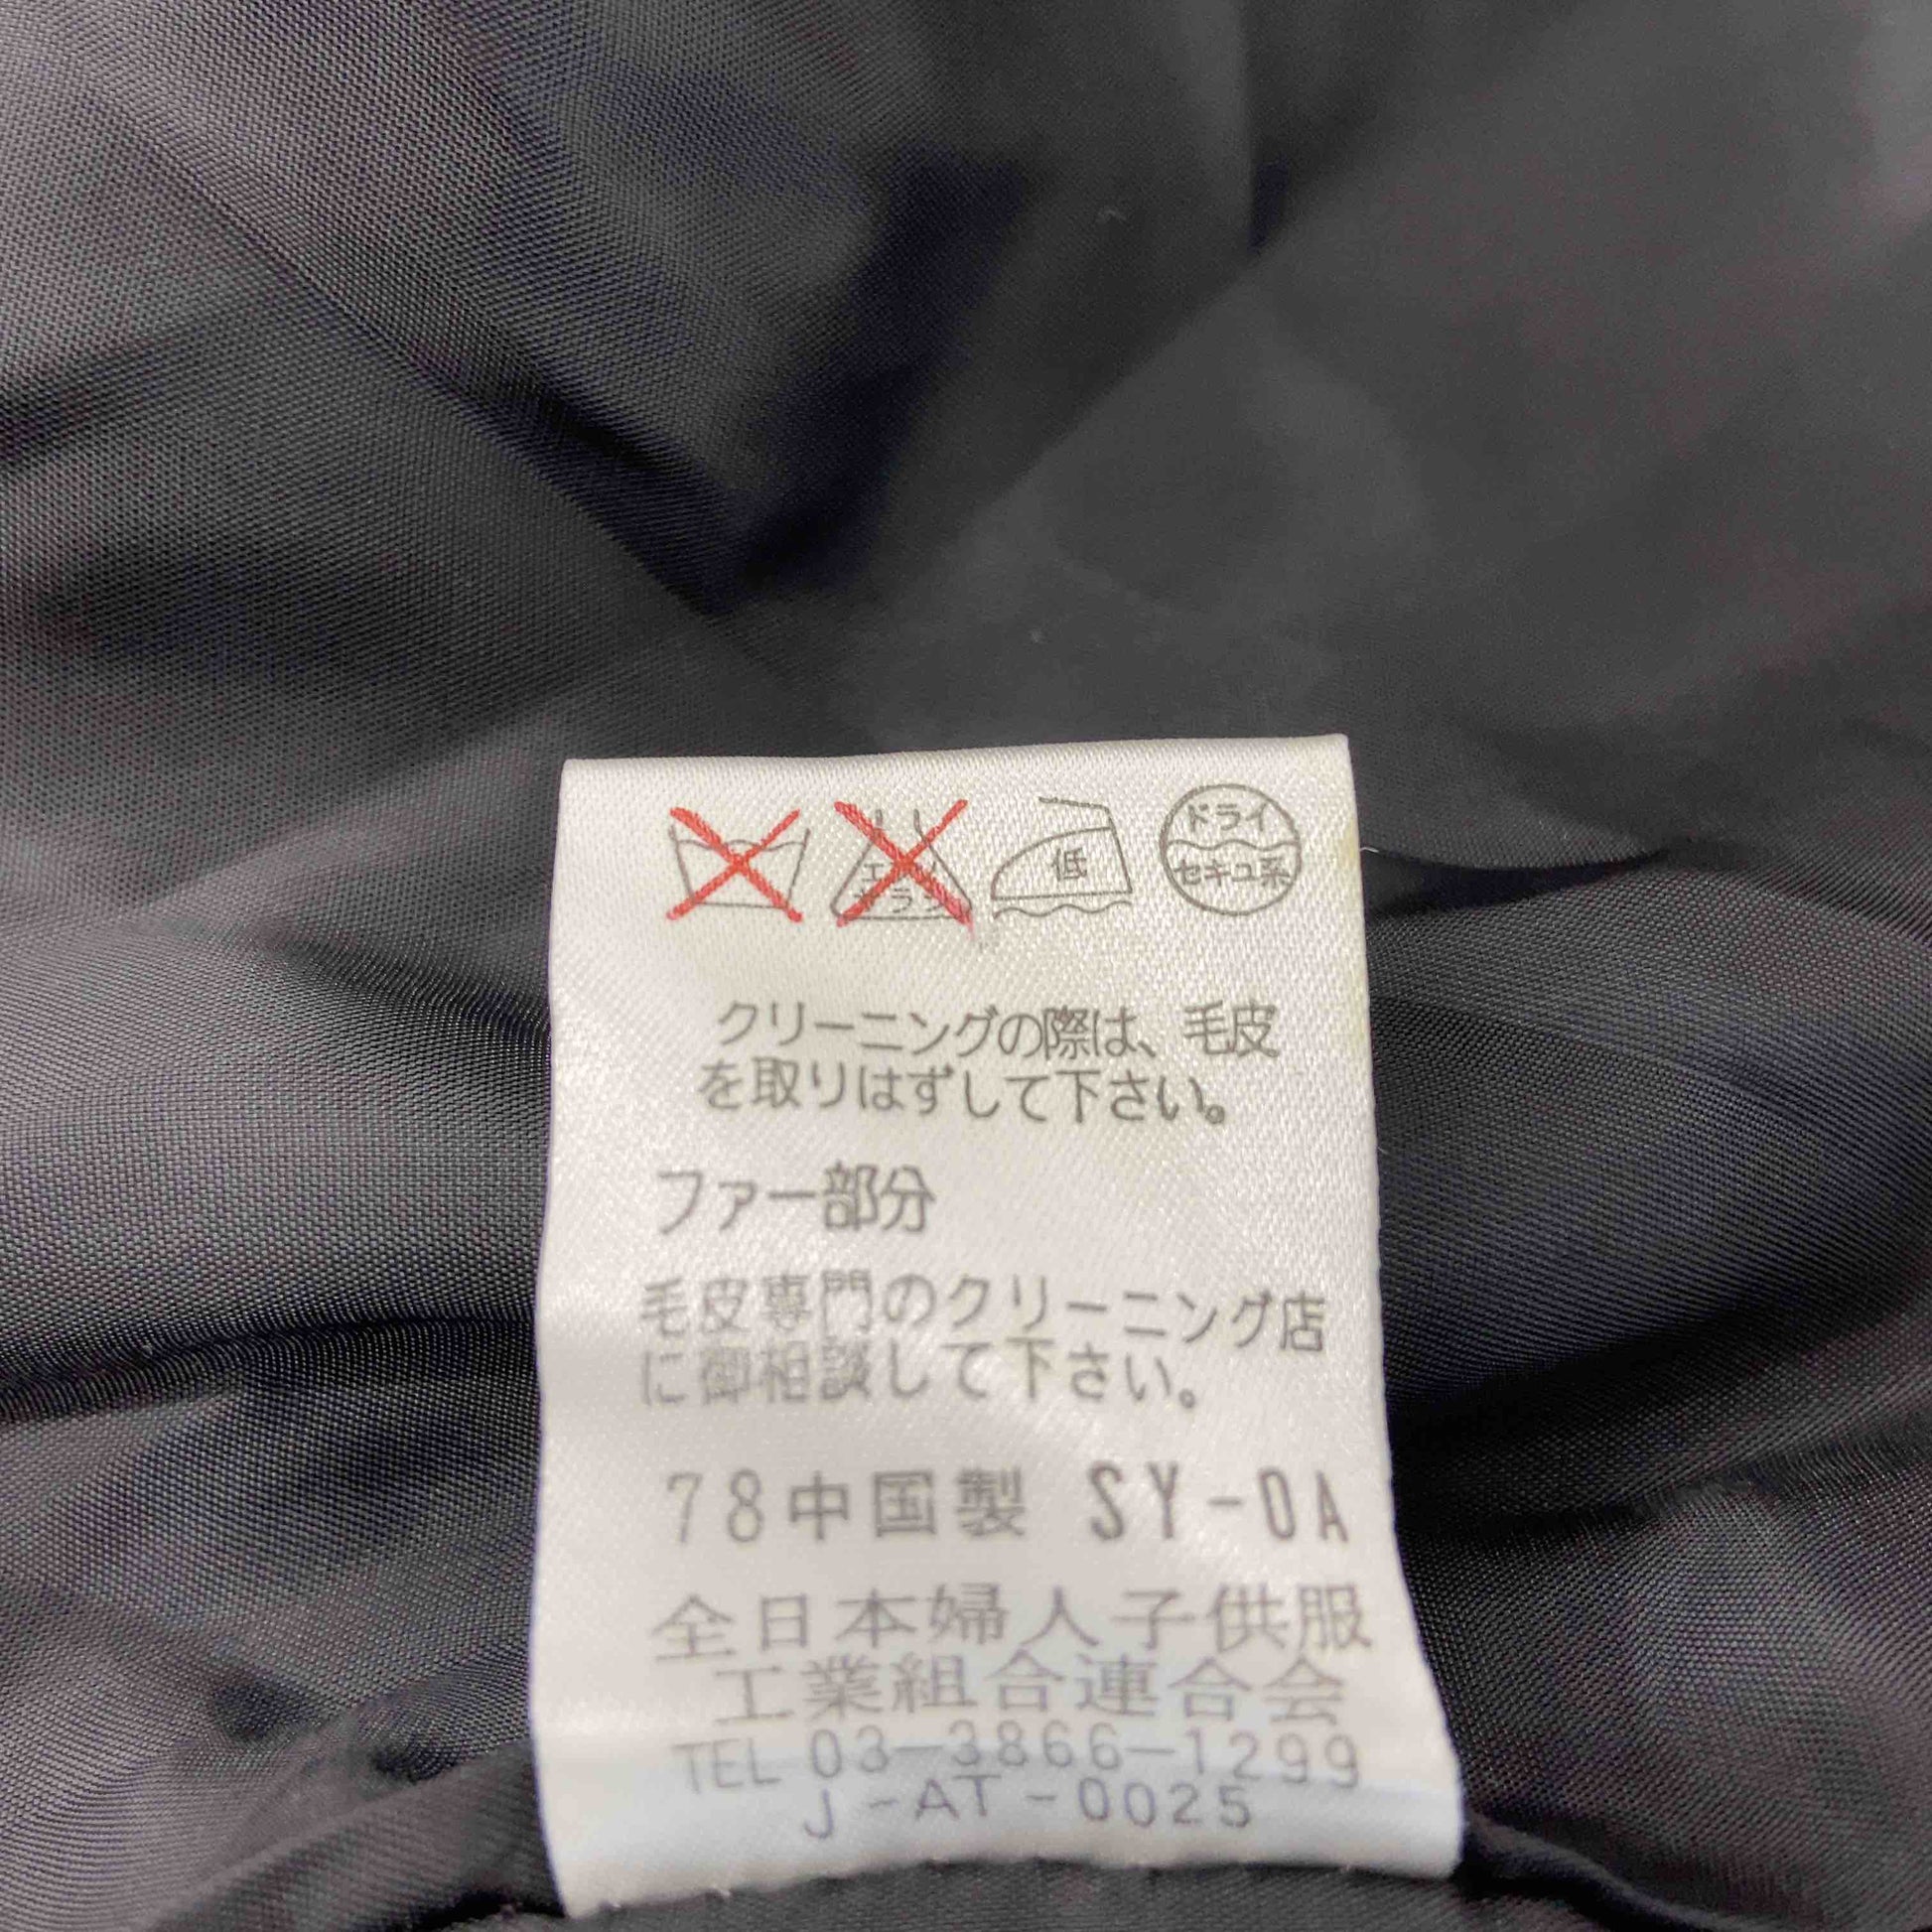 低
ドライ
セキユ系
クリーニングの際は、毛皮
を取りはずして下さい。
ファー部分
毛皮専門のクリーニング店
に御相談して下さい。
78中国製 SY-0A
全日本婦人子供服
工業組合連合会
TEL 03-3866-1299
J-AT-0025